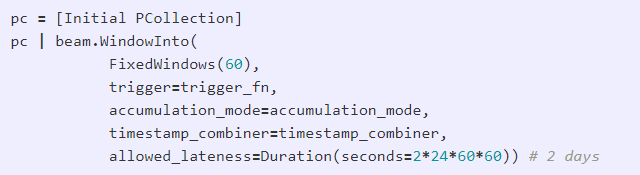 pc = [Initial PCollection]
pc | beam.WindowInto(
        FixedWindows(60),
        trigger=trigger_fn,
        accumulation_mode=accumulation_mode,
        timestamp_combiner=timestamp_combiner,
        allowed_lateness=Duration(seconds=2*24*60*60)) # 2 days